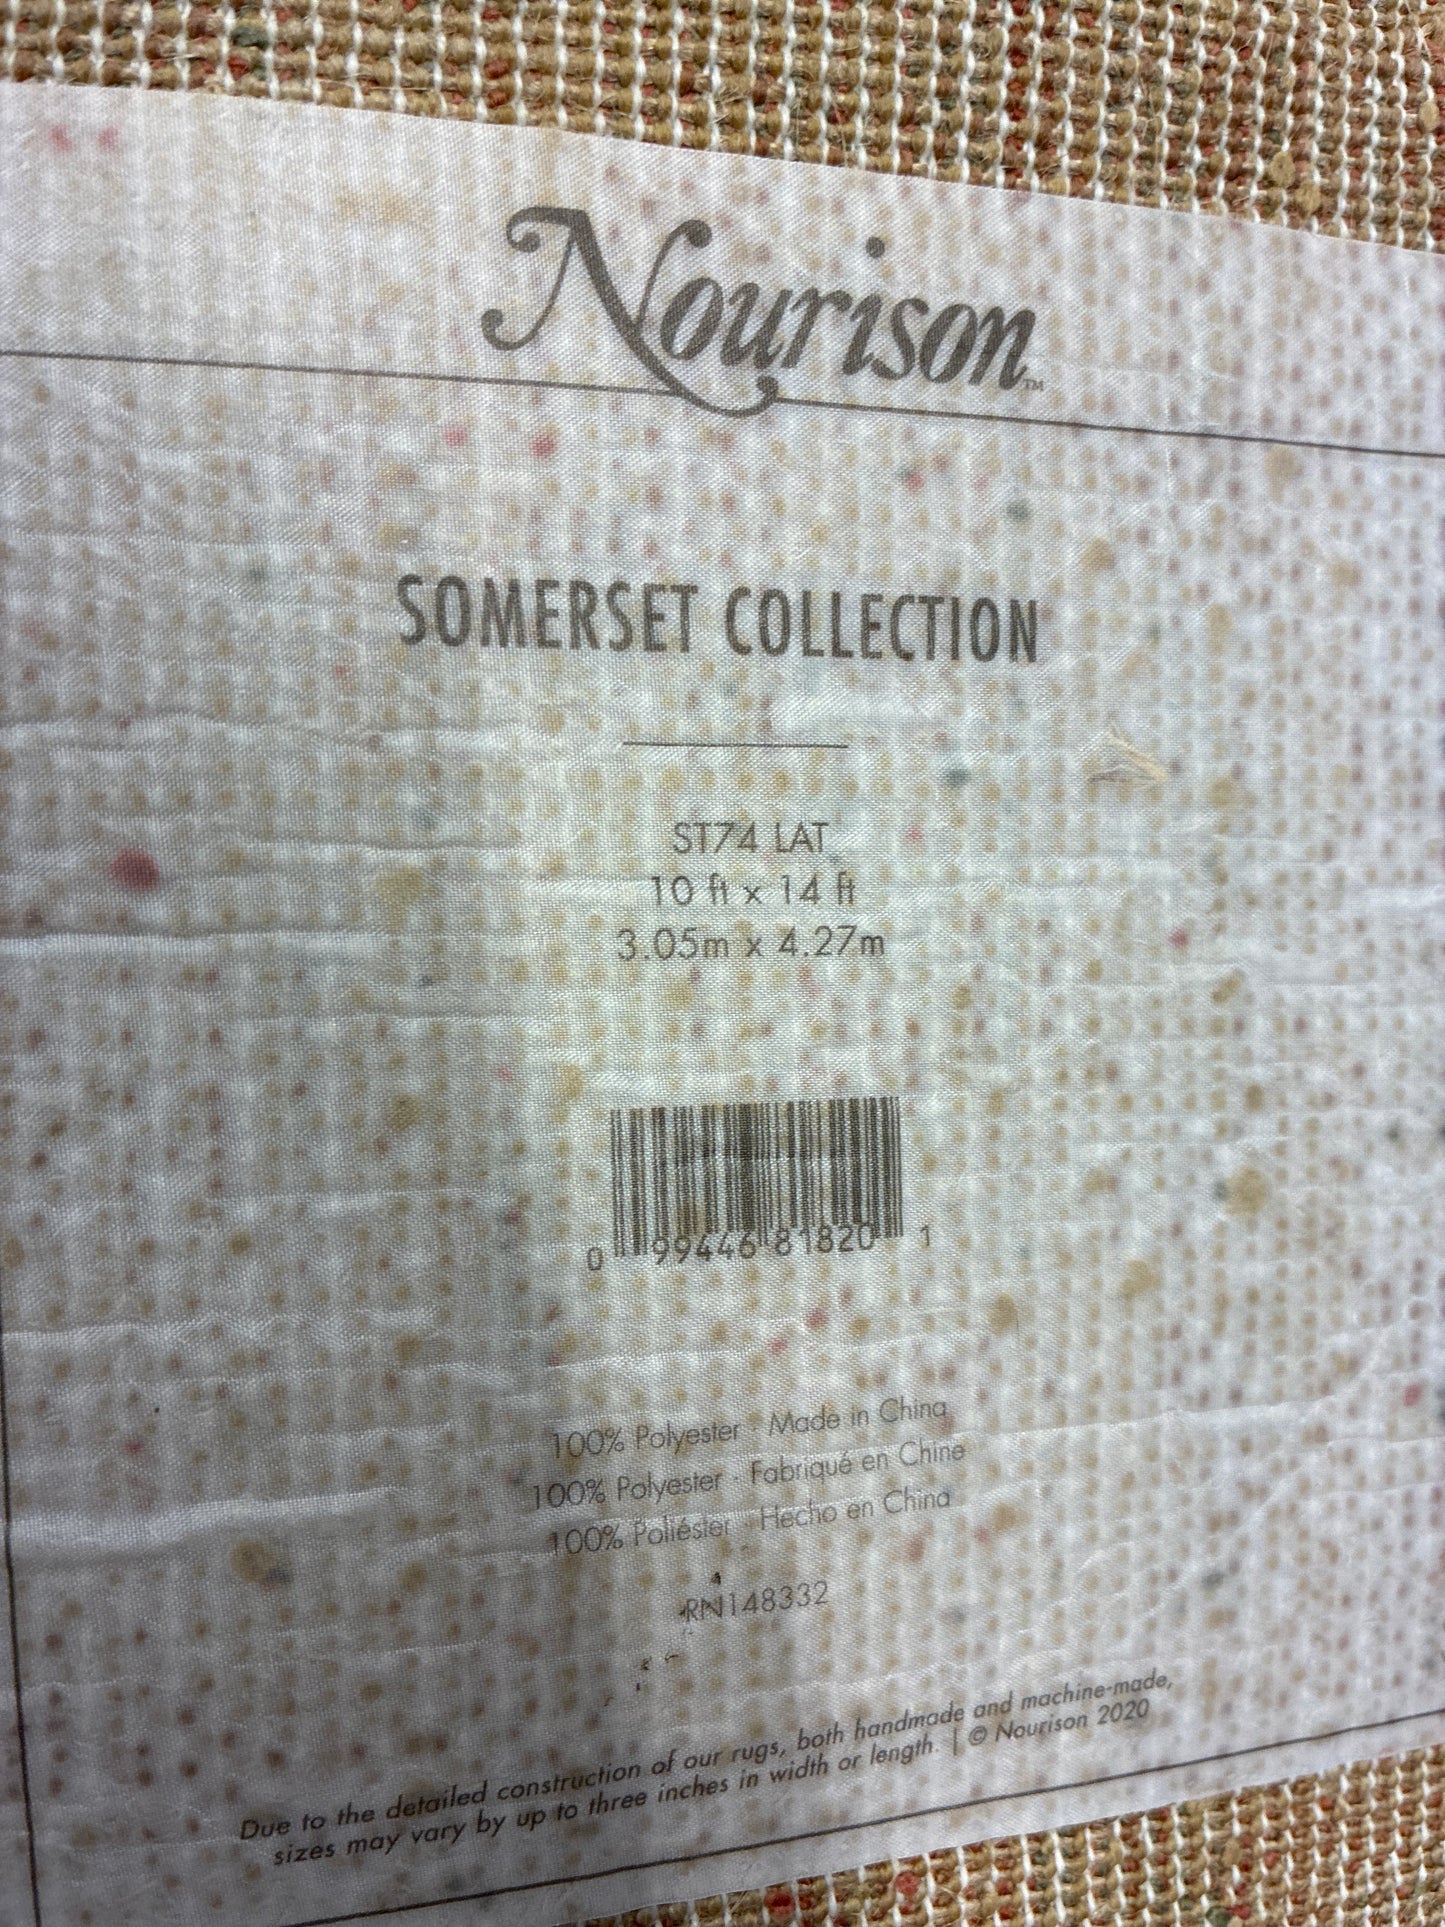 Nourison™
SOMERSET COLLECTION
ST74 LAT
10 ft x 14 ft
3.05m x 4.27m
0 99446 81820 1
100% Polyester · Made in China
100% Polyester · Fabriqué en Chine
100% Poliéster · Hecho en China
RN148332
Due to the detailed construction of our rugs, both handmade and machine-made,
sizes may vary by up to three inches in width or length. | © Nourison 2020